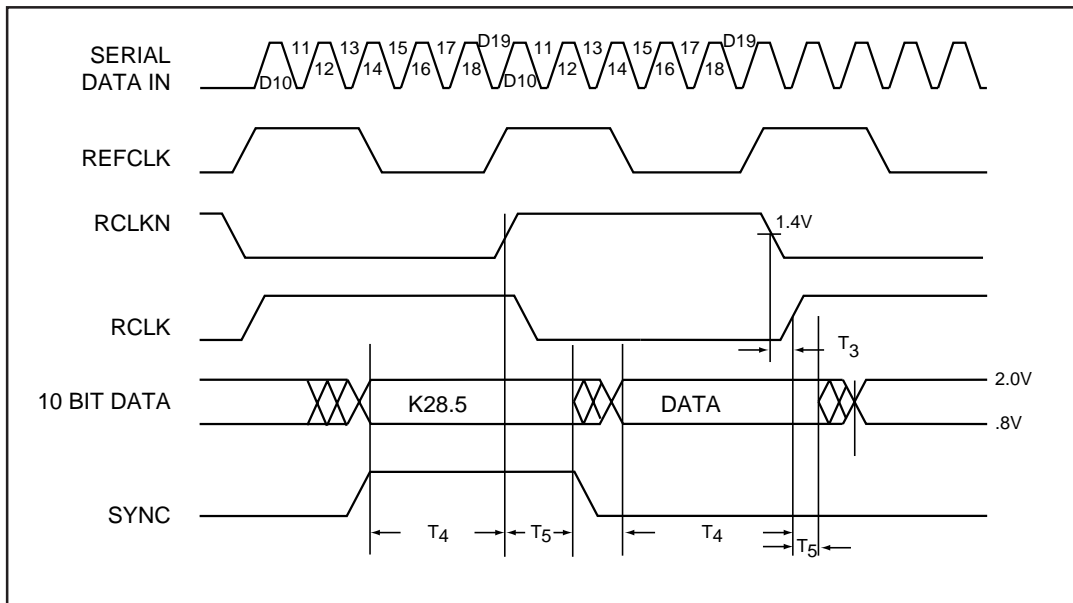 SERIAL DATA IN
D10 11 12 13 14 15 16 17 18 D19 D10 11 12 13 14 15 16 17 18 D19
REFCLK
RCLKN
1.4V
RCLK
T3
10 BIT DATA
K28.5
DATA
2.0V
.8V
SYNC
T4
T5
T4
T5